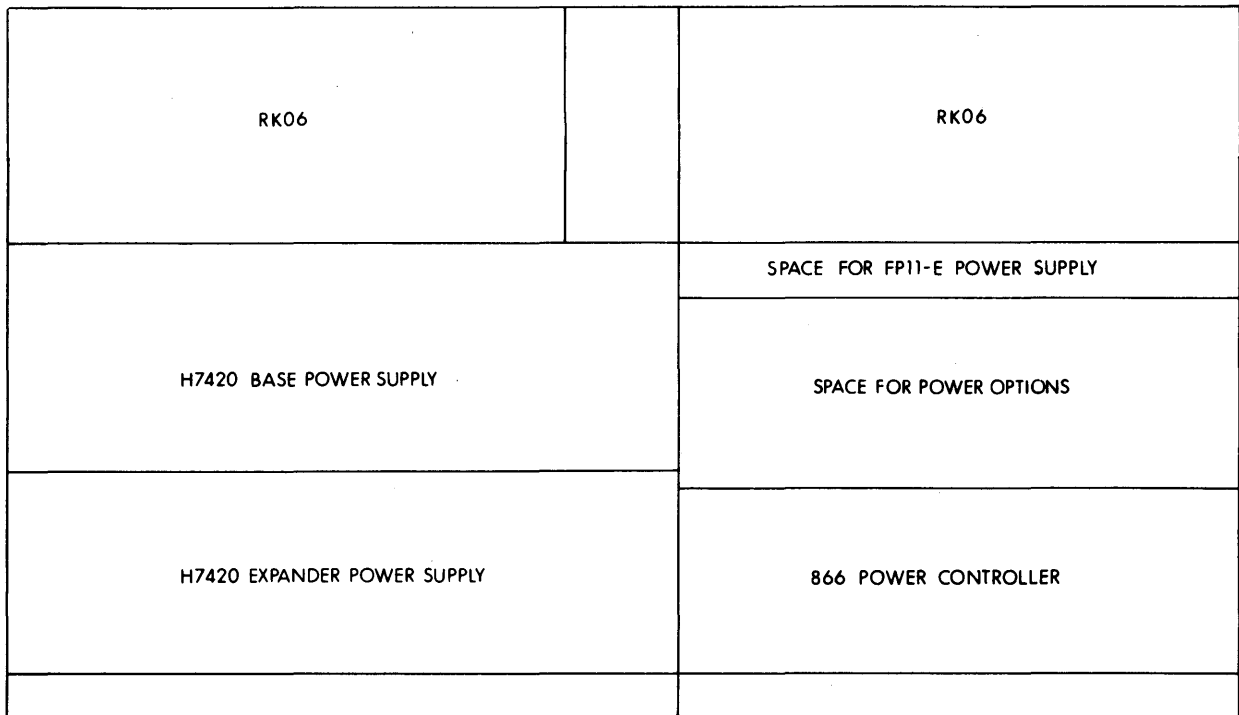 RK06
RK06
SPACE FOR FP11-E POWER SUPPLY
H7420 BASE POWER SUPPLY
SPACE FOR POWER OPTIONS
H7420 EXPANDER POWER SUPPLY
866 POWER CONTROLLER